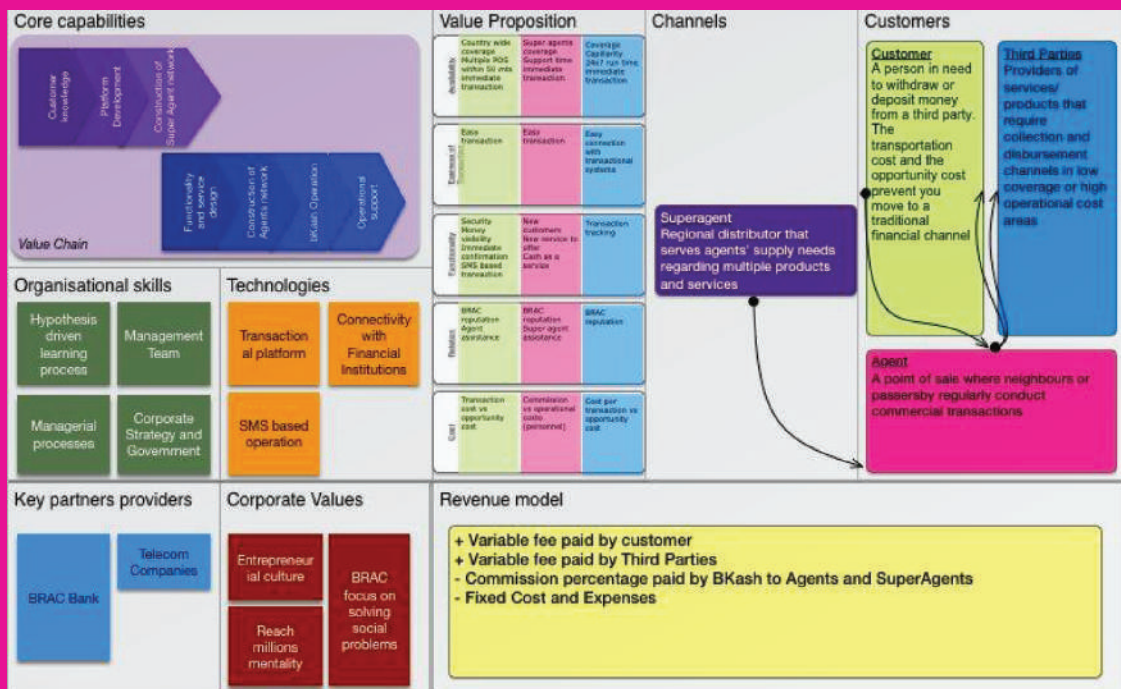 Core capabilities
Customer
knowledge
Platform
Development
Construction of
Super Agent network
Functionality
and service
design
Construction of
Agents network
bKash Operation
Operational
support
Value Chain
Organisational skills
Hypothesis
driven
learning
process
Management
Team
Managerial
processes
Corporate
Strategy and
Government
Technologies
Transaction
al platform
Connectivity
with
Financial
Institutions
SMS based
operation
Value Proposition
Availability
Country wide
coverage
Multiple POS
within 50 mts
immediate
transaction
Super agents
coverage
Support time
immediate
transaction
Coverage
Capillarity
24x7 run time
immediate
transaction
Easiness of
Easy
transaction
Easy
transaction
Easy
connection
with
transactional
systems
Functionality
Security
Money
visibility
Immediate
confirmation
SMS based
transaction
New
customers
New service to
offer
Cash as a
service
Transaction
tracking
Relation
BRAC
reputation
Agent
assistance
BRAC
reputation
Super agent
assistance
BRAC
reputation
Cost
Transaction
cost vs
opportunity
cost
Commission
vs operational
costs
(personnel)
Cost per
transaction vs
opportunity
cost
Channels
Superagent
Regional distributor that
serves agents' supply needs
regarding multiple products
and services
Customers
Customer
A person in need
to withdraw or
deposit money
from a third party.
The
transportation
cost and the
opportunity cost
prevent you
move to a
traditional
financial channel
Third Parties
Providers of
services/
products that
require
collection and
disbursement
channels in low
coverage or high
operational cost
areas
Agent
A point of sale where neighbours or
passersby regularly conduct
commercial transactions
Key partners providers
BRAC Bank
Telecom
Companies
Corporate Values
Entrepreneur
ial culture
Reach
millions
mentality
BRAC
focus on
solving
social
problems
Revenue model
+ Variable fee paid by customer
+ Variable fee paid by Third Parties
- Commission percentage paid by BKash to Agents and SuperAgents
- Fixed Cost and Expenses